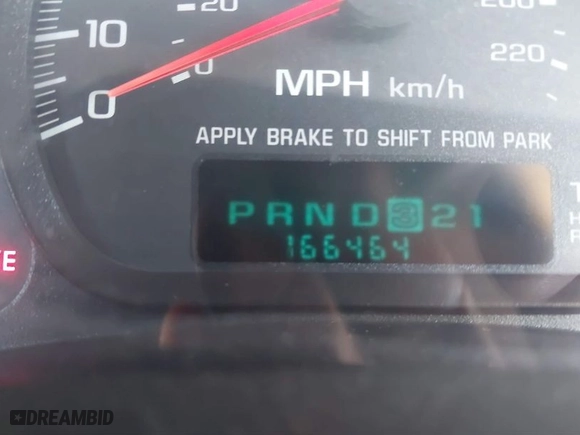 20
200
10
0
220
0
MPH km/h
APPLY BRAKE TO SHIFT FROM PARK
P R N D 3 2 1
166464
DREAMBID